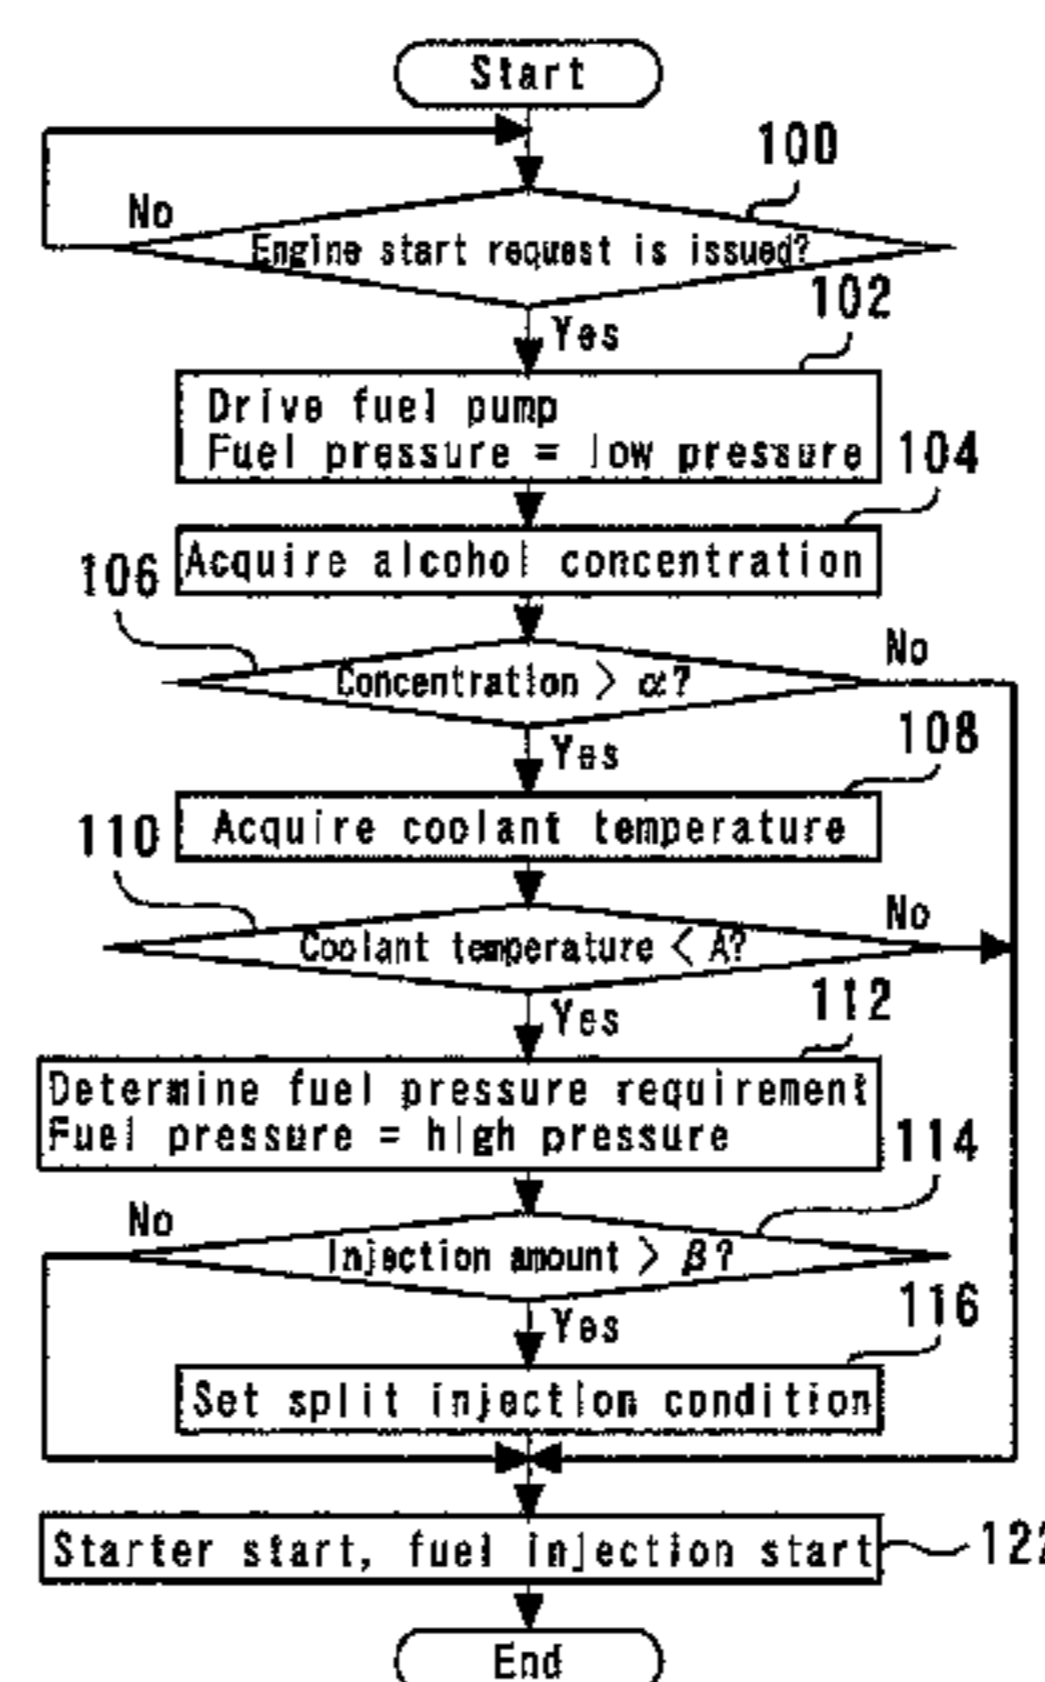 Start
100
No
Engine start request is issued?
102
Yes
Drive fuel pump
Fuel pressure = low pressure
104
Acquire alcohol concentration
106
No
Concentration > α?
108
Yes
Acquire coolant temperature
110
No
Coolant temperature < A?
112
Yes
Determine fuel pressure requirement
Fuel pressure = high pressure
114
No
Injection amount > β?
116
Yes
Set split injection condition
Starter start, fuel injection start
End